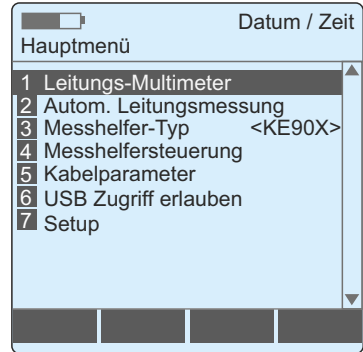 Datum / Zeit
Hauptmenü
1 Leitungs-Multimeter
2 Autom. Leitungsmessung
3 Messhelfer-Typ <KE90X>
4 Messhelfersteuerung
5 Kabelparameter
6 USB Zugriff erlauben
7 Setup